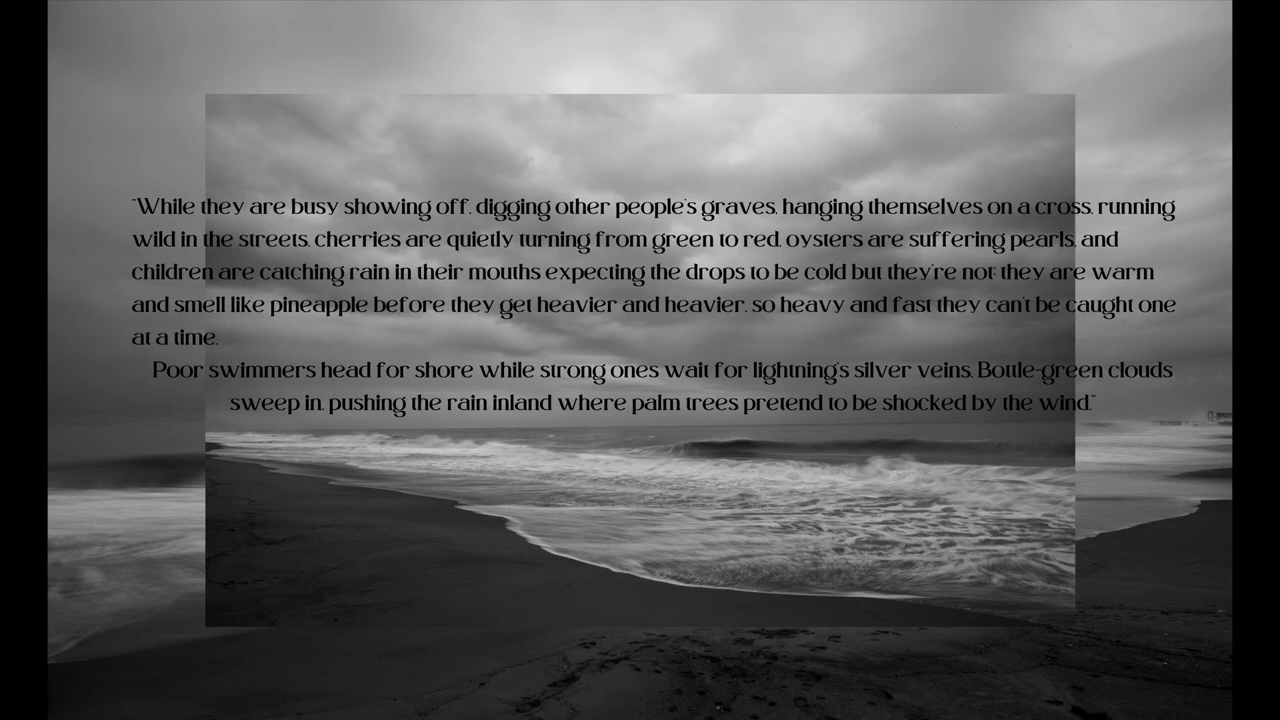 "While they are busy showing off, digging other people's graves, hanging themselves on a cross, running
wild in the streets, cherries are quietly turning from green to red, oysters are suffering pearls, and
children are catching rain in their mouths expecting the drops to be cold but they're not; they are warm
and smell like pineapple before they get heavier and heavier, so heavy and fast they can't be caught one
at a time.
Poor swimmers head for shore while strong ones wait for lightning's silver veins. Bottle-green clouds
sweep in, pushing the rain inland where palm trees pretend to be shocked by the wind."